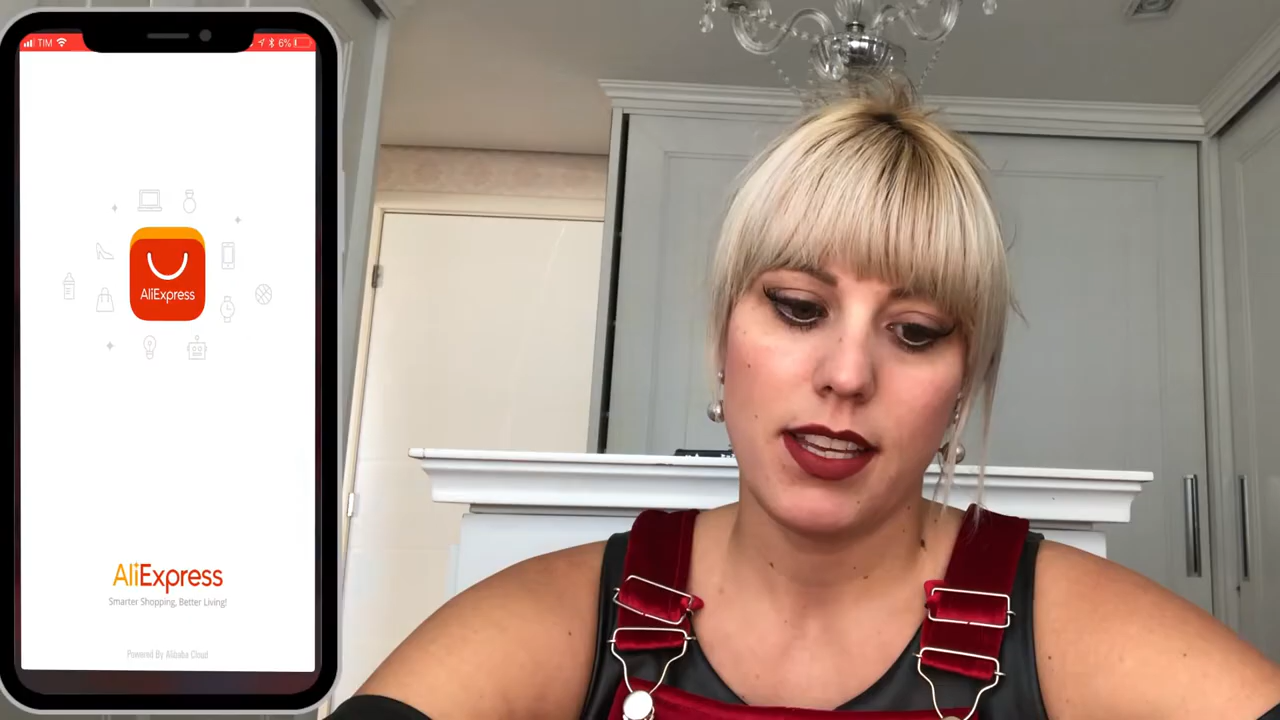 TIM
6%
AliExpress
AliExpress
Smarter Shopping, Better Living!
Powered By Alibaba Cloud